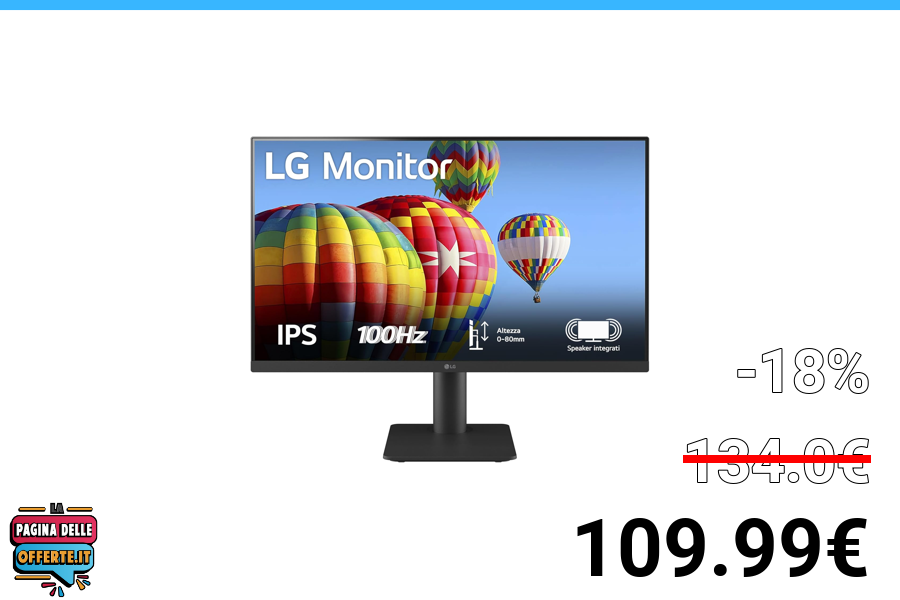 LG Monitor
IPS
100Hz
Altezza
0-80mm
Speaker integrati
LG
-18%
134.0€
109.99€
LA
PAGINA DELLE
OFFERTE.IT